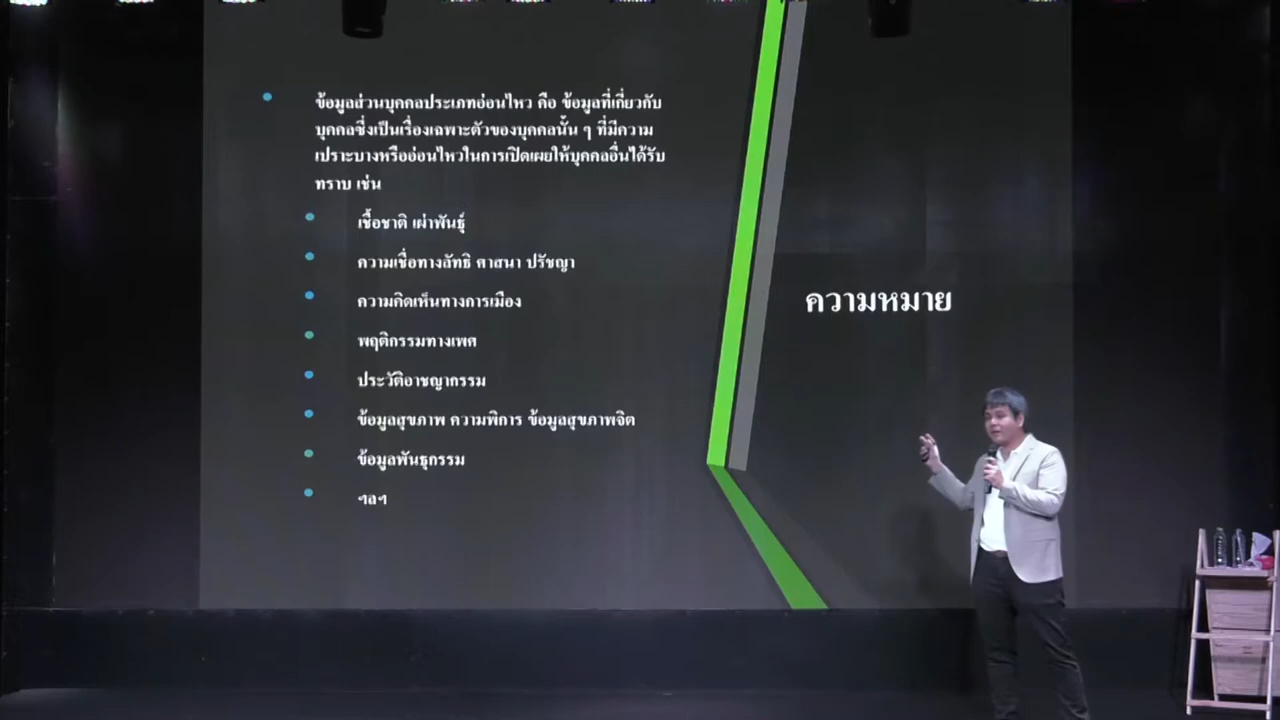 ข้อมูลส่วนบุคคลประเภทอ่อนไหว คือ ข้อมูลที่เกี่ยวกับ
บุคคลซึ่งเป็นเรื่องเฉพาะตัวของบุคคลนั้น ๆ ที่มีความ
เปราะบางหรืออ่อนไหวในการเปิดเผยให้บุคคลอื่นได้รับ
ทราบ เช่น
เชื้อชาติ เผ่าพันธุ์
ความเชื่อทางลัทธิ ศาสนา ปรัชญา
ความคิดเห็นทางการเมือง
พฤติกรรมทางเพศ
ประวัติอาชญากรรม
ข้อมูลสุขภาพ ความพิการ ข้อมูลสุขภาพจิต
ข้อมูลพันธุกรรม
ฯลฯ
ความหมาย